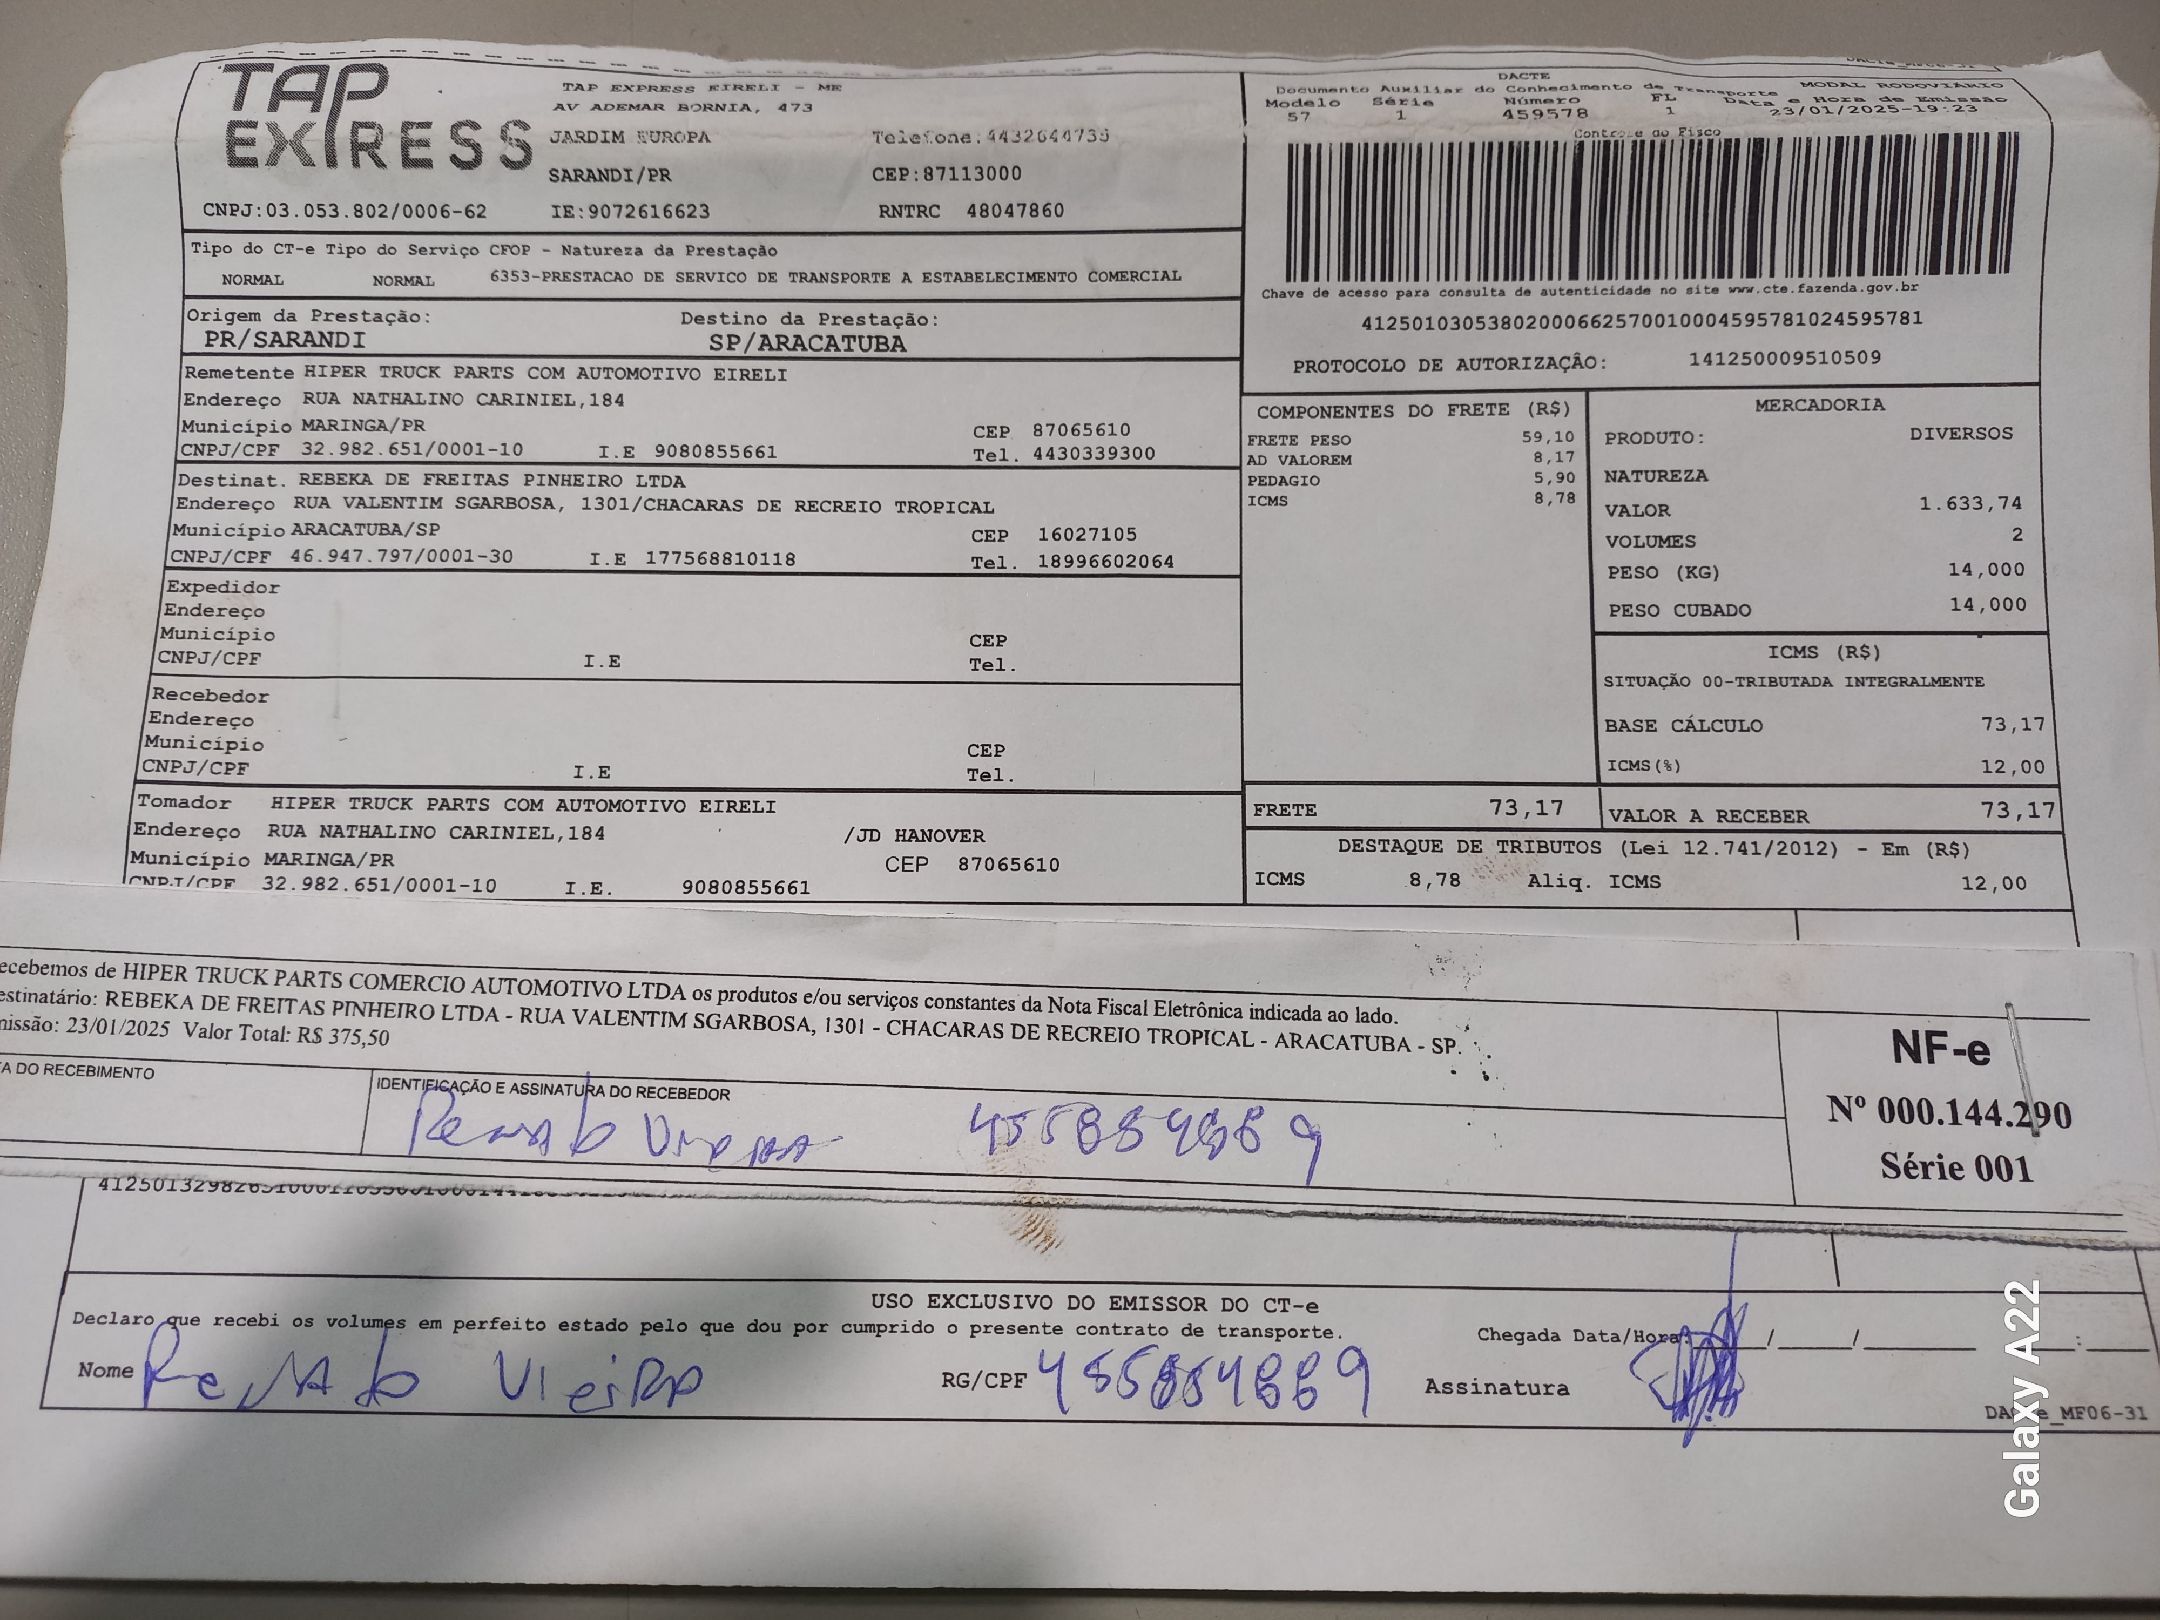 TAP
EXPRESS
TAP EXPRESS EIRELI - ME
AV ADEMAR BORNIA, 473
JARDIM EUROPA Telefone:4432644735
SARANDI/PR CEP:87113000
CNPJ:03.053.802/0006-62 IE:9072616623 RNTRC 48047860
DACTE
Documento Auxiliar do Conhecimento de Transporte MODAL RODOVIÁRIO
Modelo Série Número FL Data e Hora de Emissão
57 1 459578 1 23/01/2025-19:23
Controle do Fisco
Chave de acesso para consulta de autenticidade no site www.cte.fazenda.gov.br
41250103053802000662570010004595781024595781
PROTOCOLO DE AUTORIZAÇÃO: 141250009510509
Tipo do CT-e Tipo do Serviço CFOP - Natureza da Prestação
NORMAL NORMAL 6353-PRESTACAO DE SERVICO DE TRANSPORTE A ESTABELECIMENTO COMERCIAL
Origem da Prestação: Destino da Prestação:
PR/SARANDI SP/ARACATUBA
Remetente HIPER TRUCK PARTS COM AUTOMOTIVO EIRELI
Endereço RUA NATHALINO CARINIEL,184
Município MARINGA/PR CEP 87065610
CNPJ/CPF 32.982.651/0001-10 I.E 9080855661 Tel. 4430339300
Destinat. REBEKA DE FREITAS PINHEIRO LTDA
Endereço RUA VALENTIM SGARBOSA, 1301/CHACARAS DE RECREIO TROPICAL
Município ARACATUBA/SP CEP 16027105
CNPJ/CPF 46.947.797/0001-30 I.E 177568810118 Tel. 18996602064
Expedidor
Endereço
Município CEP
CNPJ/CPF I.E Tel.
Recebedor
Endereço
Município CEP
CNPJ/CPF I.E Tel.
Tomador HIPER TRUCK PARTS COM AUTOMOTIVO EIRELI
Endereço RUA NATHALINO CARINIEL,184 /JD HANOVER
Município MARINGA/PR CEP 87065610
CNPJ/CPF 32.982.651/0001-10 I.E. 9080855661
COMPONENTES DO FRETE (R$)
FRETE PESO 59,10
AD VALOREM 8,17
PEDAGIO 5,90
ICMS 8,78
MERCADORIA
PRODUTO: DIVERSOS
NATUREZA
VALOR 1.633,74
VOLUMES 2
PESO (KG) 14,000
PESO CUBADO 14,000
ICMS (R$)
SITUAÇÃO 00-TRIBUTADA INTEGRALMENTE
BASE CÁLCULO 73,17
ICMS(%) 12,00
FRETE 73,17 VALOR A RECEBER 73,17
DESTAQUE DE TRIBUTOS (Lei 12.741/2012) - Em (R$)
ICMS 8,78 Aliq. ICMS 12,00
ecebemos de HIPER TRUCK PARTS COMERCIO AUTOMOTIVO LTDA os produtos e/ou serviços constantes da Nota Fiscal Eletrônica indicada ao lado.
estinatário: REBEKA DE FREITAS PINHEIRO LTDA - RUA VALENTIM SGARBOSA, 1301 - CHACARAS DE RECREIO TROPICAL - ARACATUBA - SP.
nissão: 23/01/2025 Valor Total: R$ 375,50
A DO RECEBIMENTO
IDENTIFICAÇÃO E ASSINATURA DO RECEBEDOR
Renato Vieira 455884889
NF-e
Nº 000.144.290
Série 001
USO EXCLUSIVO DO EMISSOR DO CT-e
Declaro que recebi os volumes em perfeito estado pelo que dou por cumprido o presente contrato de transporte. Chegada Data/Hora: / / :
Nome Renato Vieira RG/CPF 455884889 Assinatura
DACTe_MF06-31
Galaxy A22